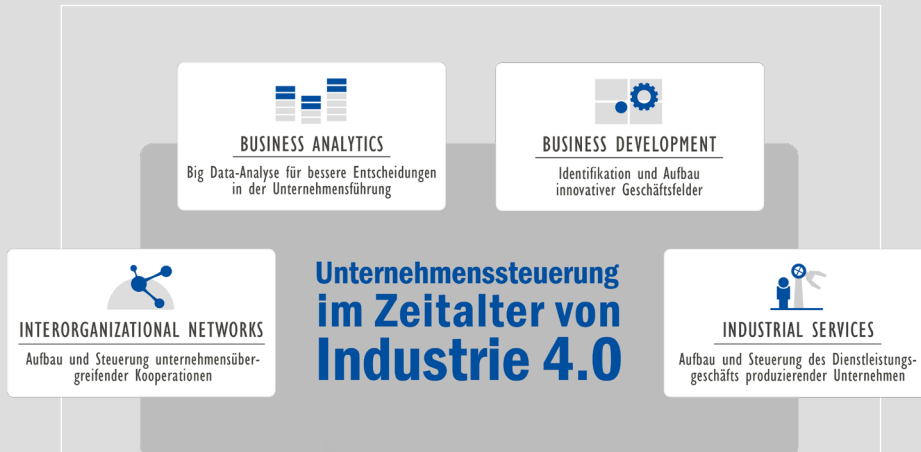 BUSINESS ANALYTICS
Big Data-Analyse für bessere Entscheidungen
in der Unternehmensführung
BUSINESS DEVELOPMENT
Identifikation und Aufbau
innovativer Geschäftsfelder
INTERORGANIZATIONAL NETWORKS
Aufbau und Steuerung unternehmensüber-
greifender Kooperationen
Unternehmenssteuerung
im Zeitalter von
Industrie 4.0
INDUSTRIAL SERVICES
Aufbau und Steuerung des Dienstleistungs-
geschäfts produzierender Unternehmen